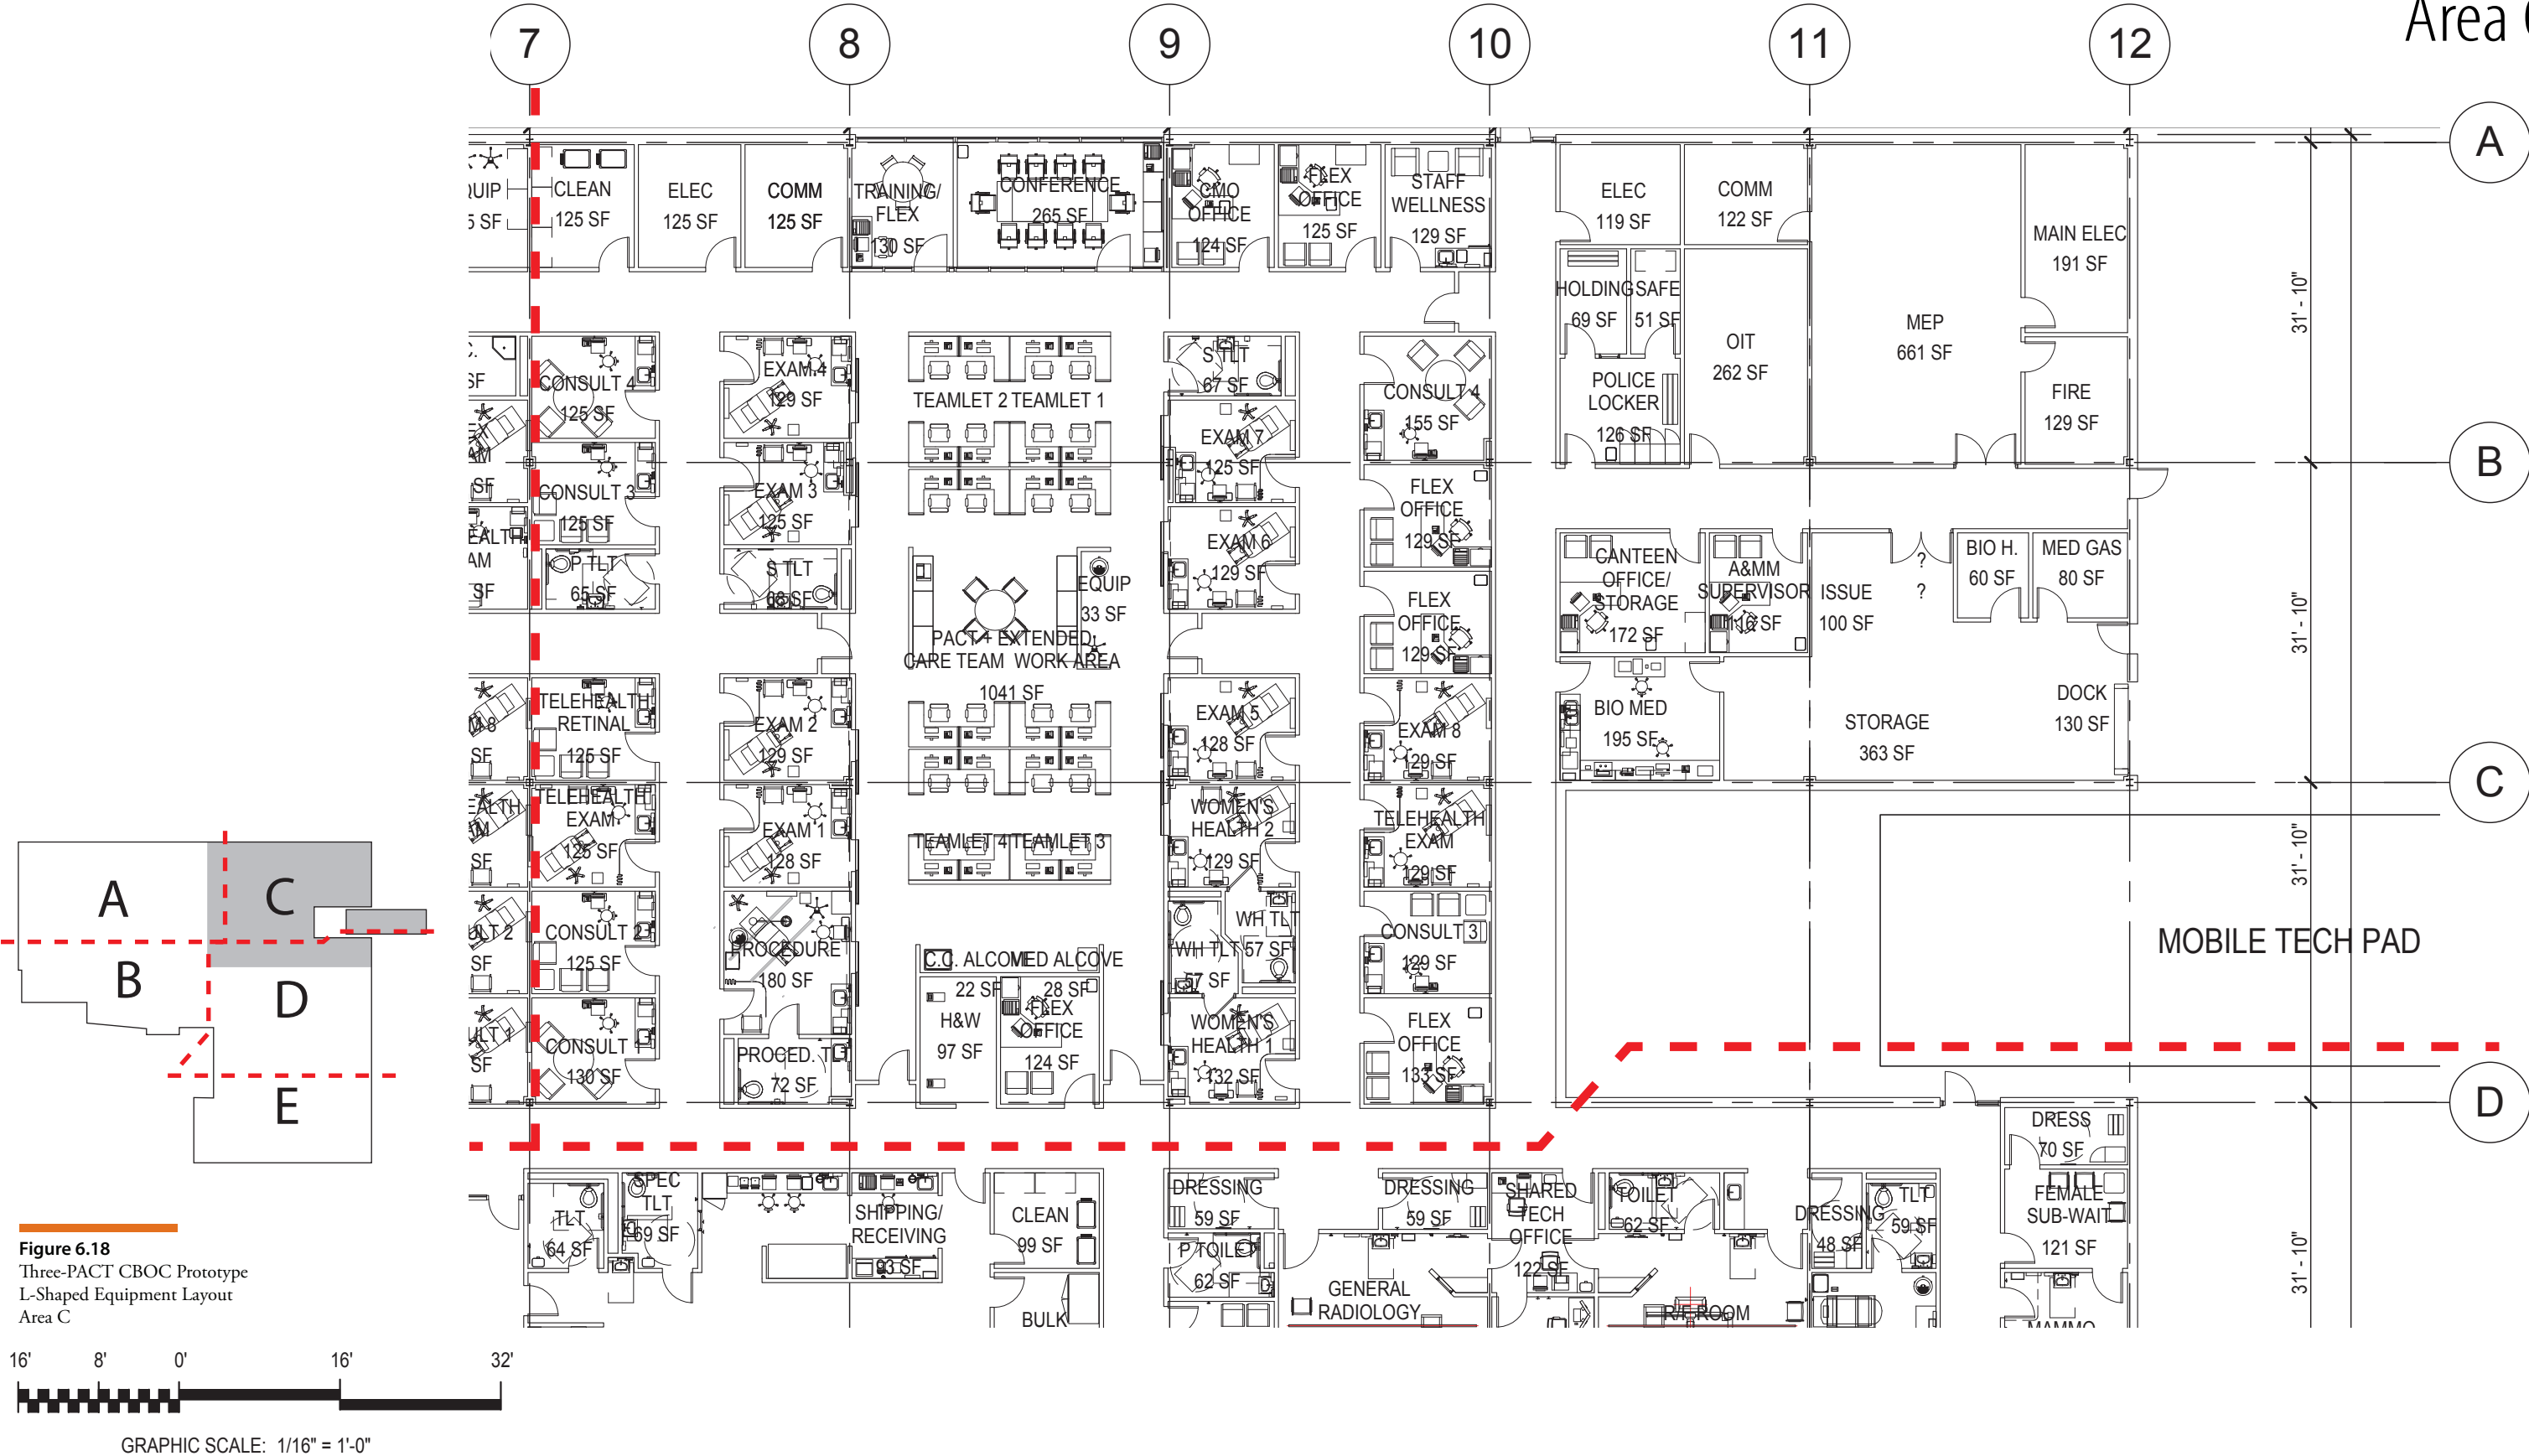 Area
7
8
9
10
11
12
A
B
C
D
31' - 10"
31' - 10"
31' - 10"
31' - 10"
CLEAN
125 SF
ELEC
125 SF
COMM
125 SF
TRAINING/
FLEX
130 SF
CONFERENCE
265 SF
CMO
OFFICE
124 SF
FLEX
OFFICE
125 SF
STAFF
WELLNESS
129 SF
ELEC
119 SF
COMM
122 SF
MAIN ELEC
191 SF
HOLDING
69 SF
SAFE
51 SF
OIT
262 SF
MEP
661 SF
POLICE
LOCKER
126 SF
FIRE
129 SF
CONSULT 4
125 SF
EXAM 4
129 SF
TEAMLET 2
TEAMLET 1
S TLT
67 SF
CONSULT 4
155 SF
EXAM 7
125 SF
CONSULT 3
125 SF
EXAM 3
125 SF
FLEX
OFFICE
129 SF
EXAM 6
129 SF
P TLT
65 SF
S TLT
68 SF
EQUIP
33 SF
FLEX
OFFICE
129 SF
PACT + EXTENDED
CARE TEAM WORK AREA
1041 SF
CANTEEN
OFFICE/
STORAGE
172 SF
A&MM
SUPERVISOR
116 SF
ISSUE
100 SF
?
?
BIO H.
60 SF
MED GAS
80 SF
TELEHEALTH
RETINAL
125 SF
EXAM 2
129 SF
EXAM 5
128 SF
EXAM 8
129 SF
BIO MED
195 SF
STORAGE
363 SF
DOCK
130 SF
TELEHEALTH
EXAM
125 SF
EXAM 1
128 SF
TEAMLET 4
TEAMLET 3
WOMEN'S
HEALTH 2
129 SF
TELEHEALTH
EXAM
129 SF
CONSULT 2
125 SF
PROCEDURE
180 SF
C.C. ALCOVE
22 SF
MED ALCOVE
28 SF
WH TLT
57 SF
WH TLT
57 SF
CONSULT 3
129 SF
MOBILE TECH PAD
CONSULT 1
130 SF
PROCED. TLT
72 SF
H&W
97 SF
FLEX
OFFICE
124 SF
WOMEN'S
HEALTH 1
132 SF
FLEX
OFFICE
133 SF
TLT
64 SF
SPEC
TLT
69 SF
SHIPPING/
RECEIVING
93 SF
CLEAN
99 SF
BULK
DRESSING
59 SF
P TOILET
62 SF
DRESSING
59 SF
GENERAL
RADIOLOGY
SHARED
TECH
OFFICE
122 SF
TOILET
62 SF
R/F ROOM
DRESSING
48 SF
TLT
59 SF
DRESS
70 SF
FEMALE
SUB-WAIT
121 SF
MAMMO
A
B
C
D
E
Figure 6.18
Three-PACT CBOC Prototype
L-Shaped Equipment Layout
Area C
16' 8' 0' 16' 32'
GRAPHIC SCALE: 1/16" = 1'-0"